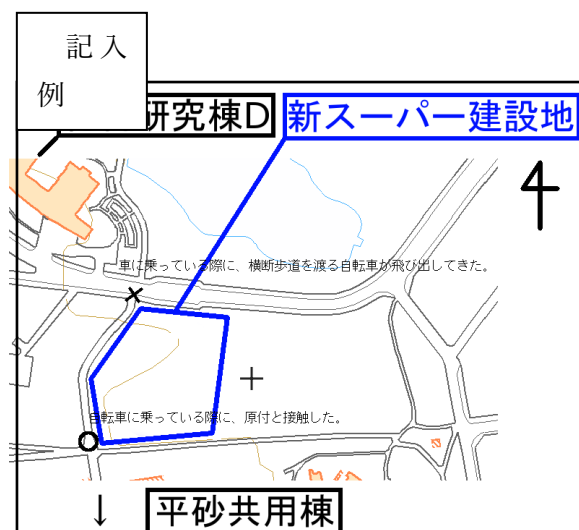 記入
例
研究棟D
新スーパー建設地
車に乗っている際に、横断歩道を渡る自転車が飛び出してきた。
自転車に乗っている際に、原付と接触した。
平砂共用棟